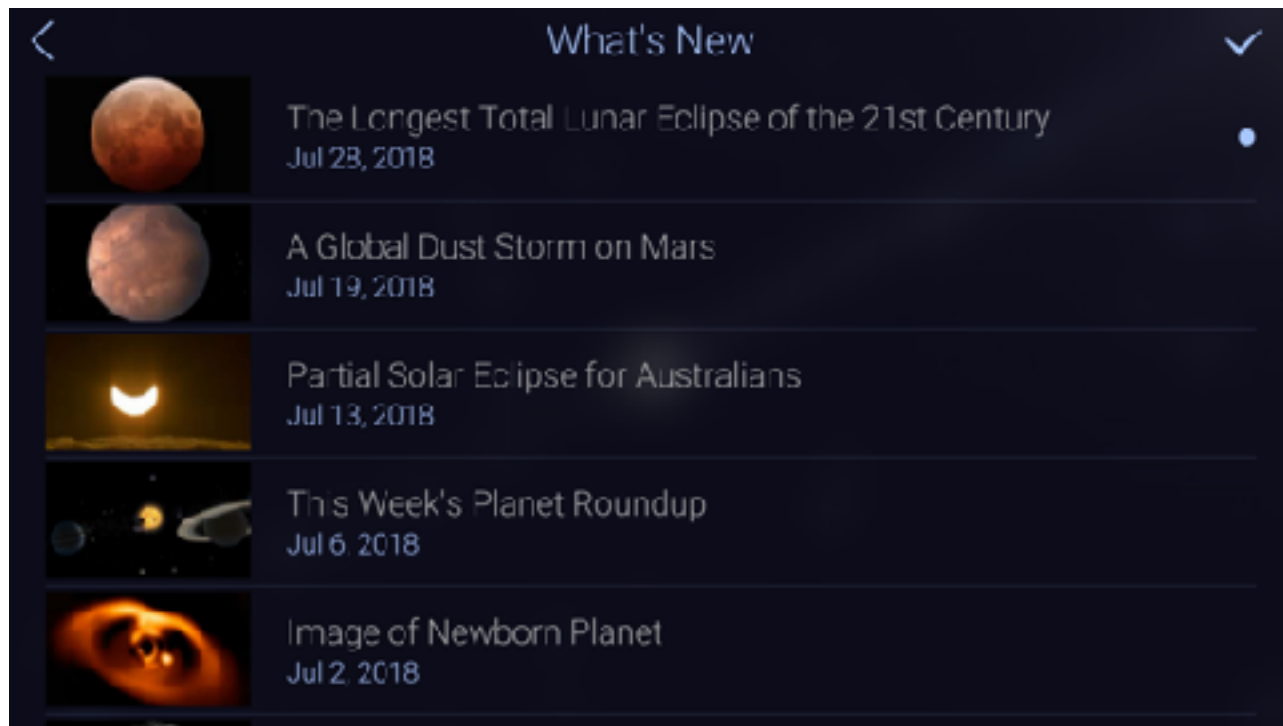 What's New
The Longest Total Lunar Eclipse of the 21st Century
Jul 28, 2018
A Global Dust Storm on Mars
Jul 19, 2018
Partial Solar Eclipse for Australians
Jul 13, 2018
This Week's Planet Roundup
Jul 6, 2018
Image of Newborn Planet
Jul 2, 2018